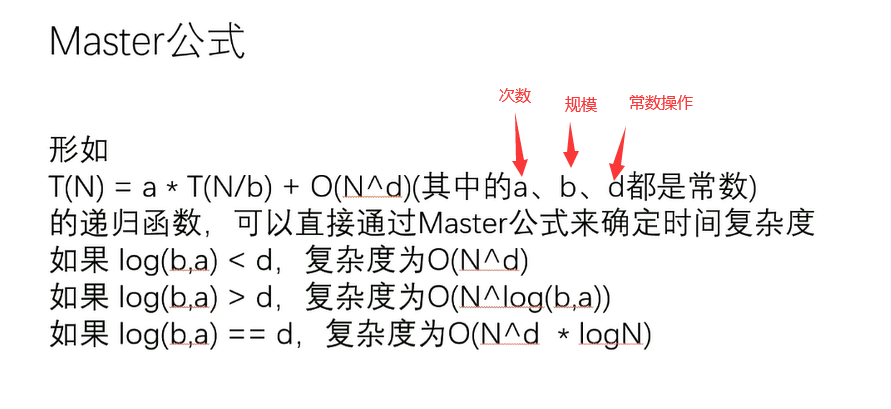 Master公式
次数
规模
常数操作
形如
T(N) = a * T(N/b) + O(N^d)(其中的a、b、d都是常数)
的递归函数，可以直接通过Master公式来确定时间复杂度
如果 log(b,a) < d，复杂度为O(N^d)
如果 log(b,a) > d，复杂度为O(N^log(b,a))
如果 log(b,a) == d，复杂度为O(N^d * logN)